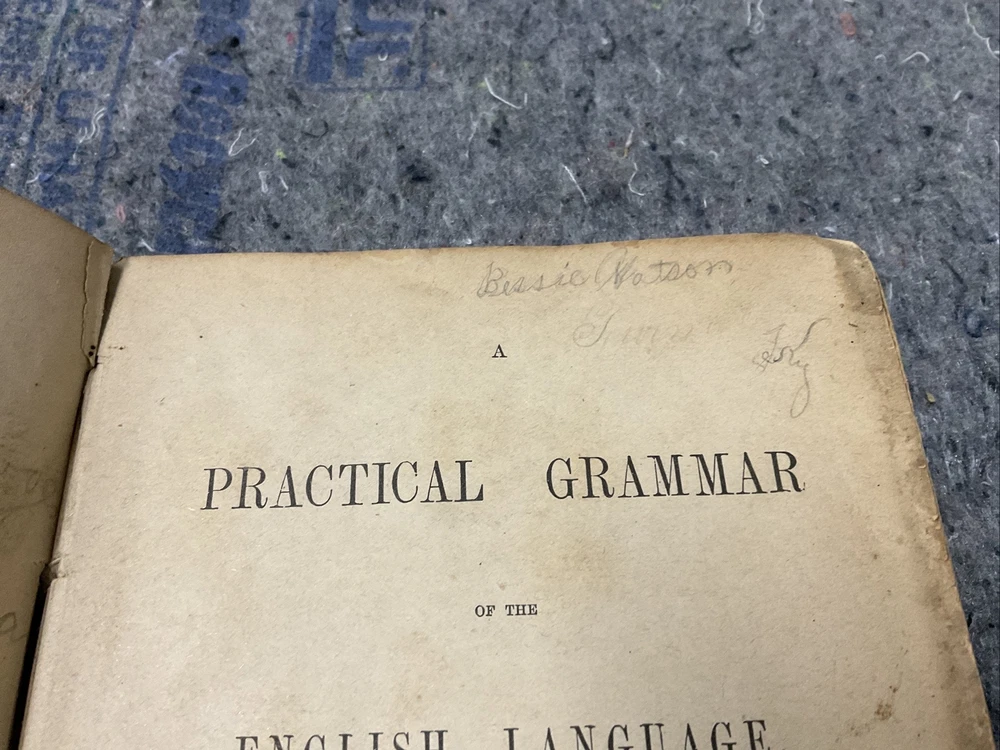 Bessie Watson
A
PRACTICAL GRAMMAR
OF THE
ENGLISH LANGUAGE